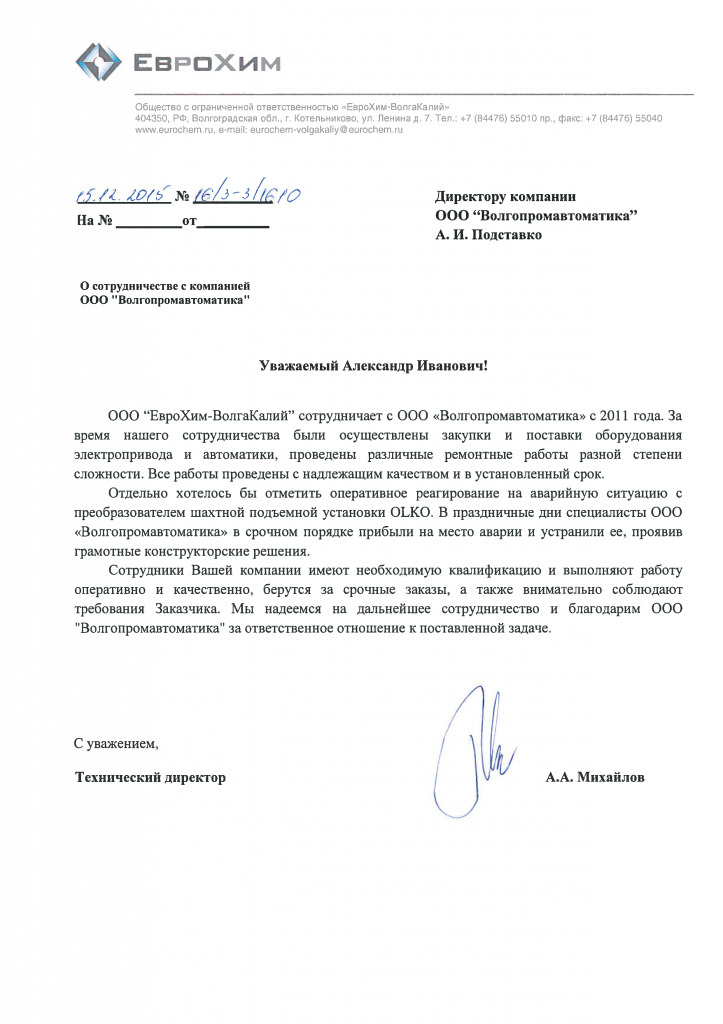 ЕвроХим
Общество с ограниченной ответственностью «ЕвроХим-ВолгаКалий»
404350, РФ, Волгоградская обл., г. Котельниково, ул. Ленина д. 7. Тел.: +7 (84476) 55010 пр., факс: +7 (84476) 55040
www.eurochem.ru, e-mail: eurochem-volgakaliy@eurochem.ru
15.12.2015 № 16/3-3/1610
На № ________ от ________
Директору компании
ООО “Волгопромавтоматика”
А. И. Подставко
О сотрудничестве с компанией
ООО "Волгопромавтоматика"
Уважаемый Александр Иванович!
ООО “ЕвроХим-ВолгаКалий” сотрудничает с ООО «Волгопромавтоматика» с 2011 года. За
время нашего сотрудничества были осуществлены закупки и поставки оборудования
электропривода и автоматики, проведены различные ремонтные работы разной степени
сложности. Все работы проведены с надлежащим качеством и в установленный срок.
Отдельно хотелось бы отметить оперативное реагирование на аварийную ситуацию с
преобразователем шахтной подъемной установки OLKO. В праздничные дни специалисты ООО
«Волгопромавтоматика» в срочном порядке прибыли на место аварии и устранили ее, проявив
грамотные конструкторские решения.
Сотрудники Вашей компании имеют необходимую квалификацию и выполняют работу
оперативно и качественно, берутся за срочные заказы, а также внимательно соблюдают
требования Заказчика. Мы надеемся на дальнейшее сотрудничество и благодарим ООО
"Волгопромавтоматика" за ответственное отношение к поставленной задаче.
С уважением,
Технический директор
А.А. Михайлов